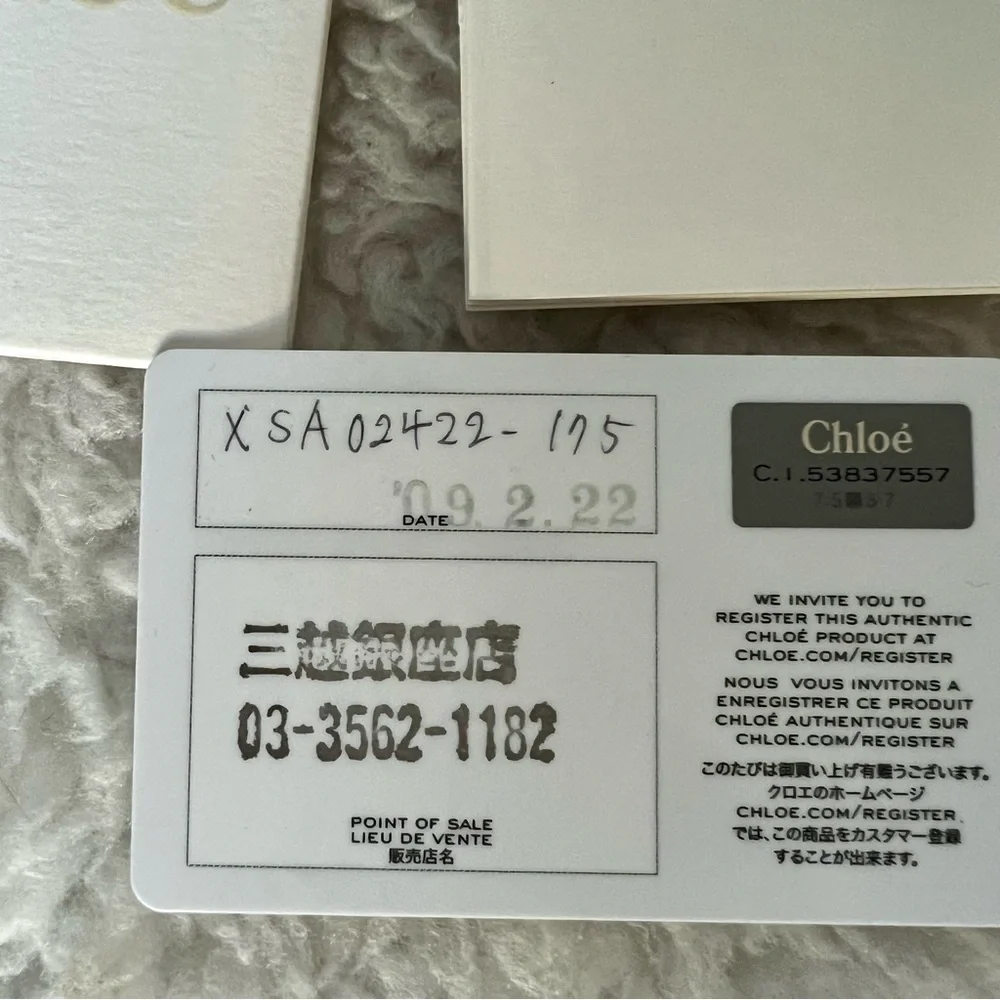 XSA02422-175
'09.2.22
DATE
三越銀座店
03-3562-1182
POINT OF SALE
LIEU DE VENTE
販売店名
Chloé
C.I.53837557
WE INVITE YOU TO
REGISTER THIS AUTHENTIC
CHLOÉ PRODUCT AT
CHLOE.COM/REGISTER
NOUS VOUS INVITONS A
ENREGISTRER CE PRODUIT
CHLOÉ AUTHENTIQUE SUR
CHLOE.COM/REGISTER
このたびは御買い上げ有難うございます。
クロエのホームページ
CHLOE.COM/REGISTER
では、この商品をカスタマー登録
することが出来ます。